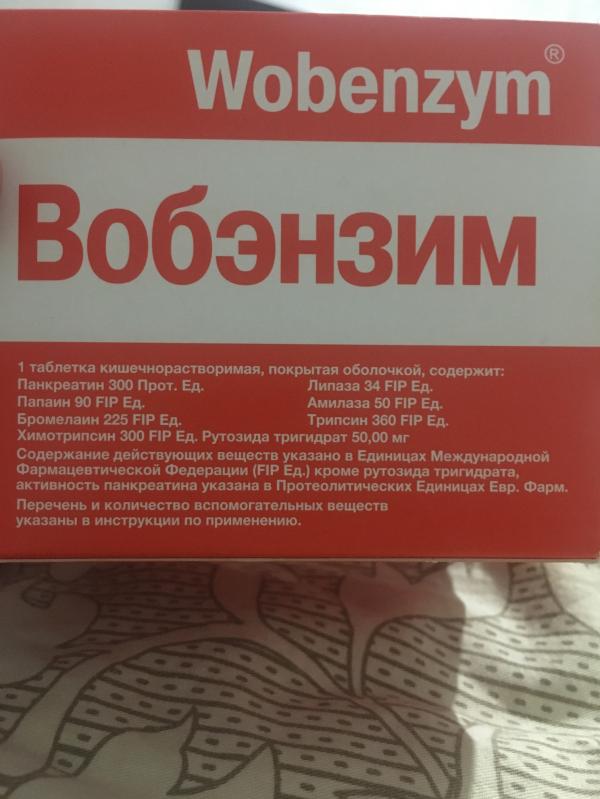 Wobenzym®
Вобэнзим
1 таблетка кишечнорастворимая, покрытая оболочкой, содержит:
Панкреатин 300 Прот. Ед. Липаза 34 FIP Ед.
Папаин 90 FIP Ед. Амилаза 50 FIP Ед.
Бромелаин 225 FIP Ед. Трипсин 360 FIP Ед.
Химотрипсин 300 FIP Ед. Рутозида тригидрат 50,00 мг
Содержание действующих веществ указано в Единицах Международной
Фармацевтической Федерации (FIP Ед.) кроме рутозида тригидрата,
активность панкреатина указана в Протеолитических Единицах Евр. Фарм.
Перечень и количество вспомогательных веществ
указаны в инструкции по применению.